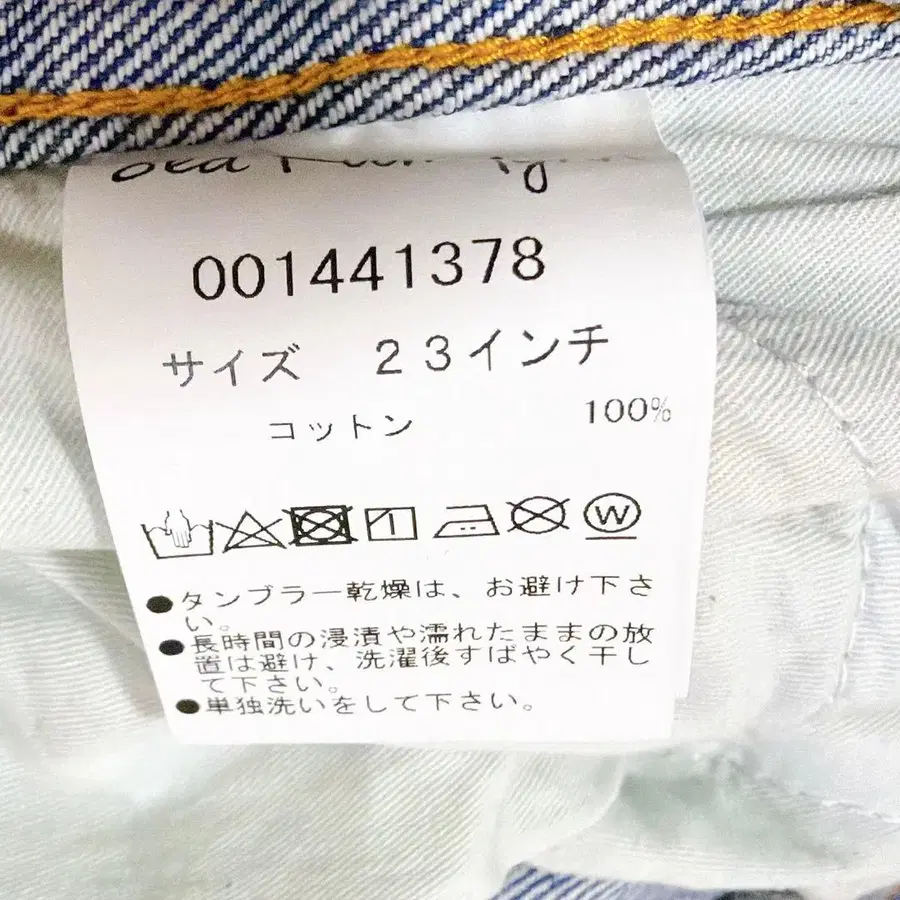 001441378
サイズ 23インチ
コットン 100%
W
●タンブラー乾燥は、お避け下さ
い。
●長時間の浸漬や濡れたままの放
置は避け、洗濯後すばやく干し
て下さい。
●単独洗いをして下さい。